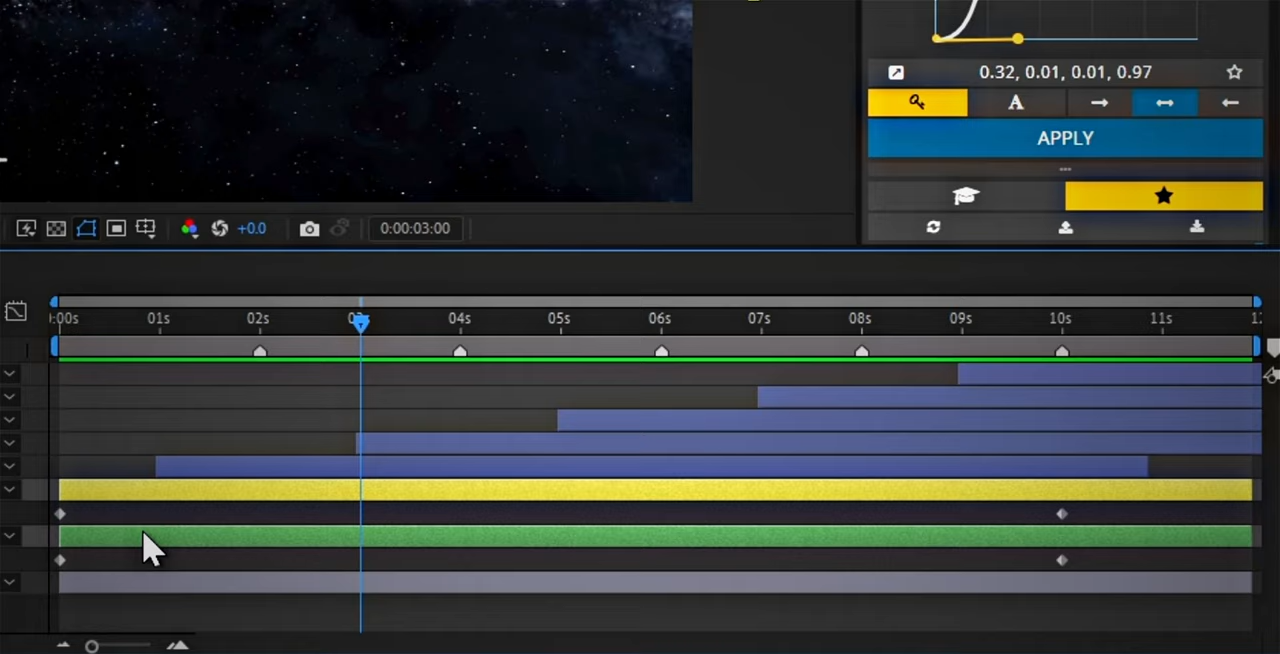 0.32, 0.01, 0.01, 0.97
A
APPLY
+0.0
0:00:03:00
:00s 01s 02s 04s 05s 06s 07s 08s 09s 10s 11s